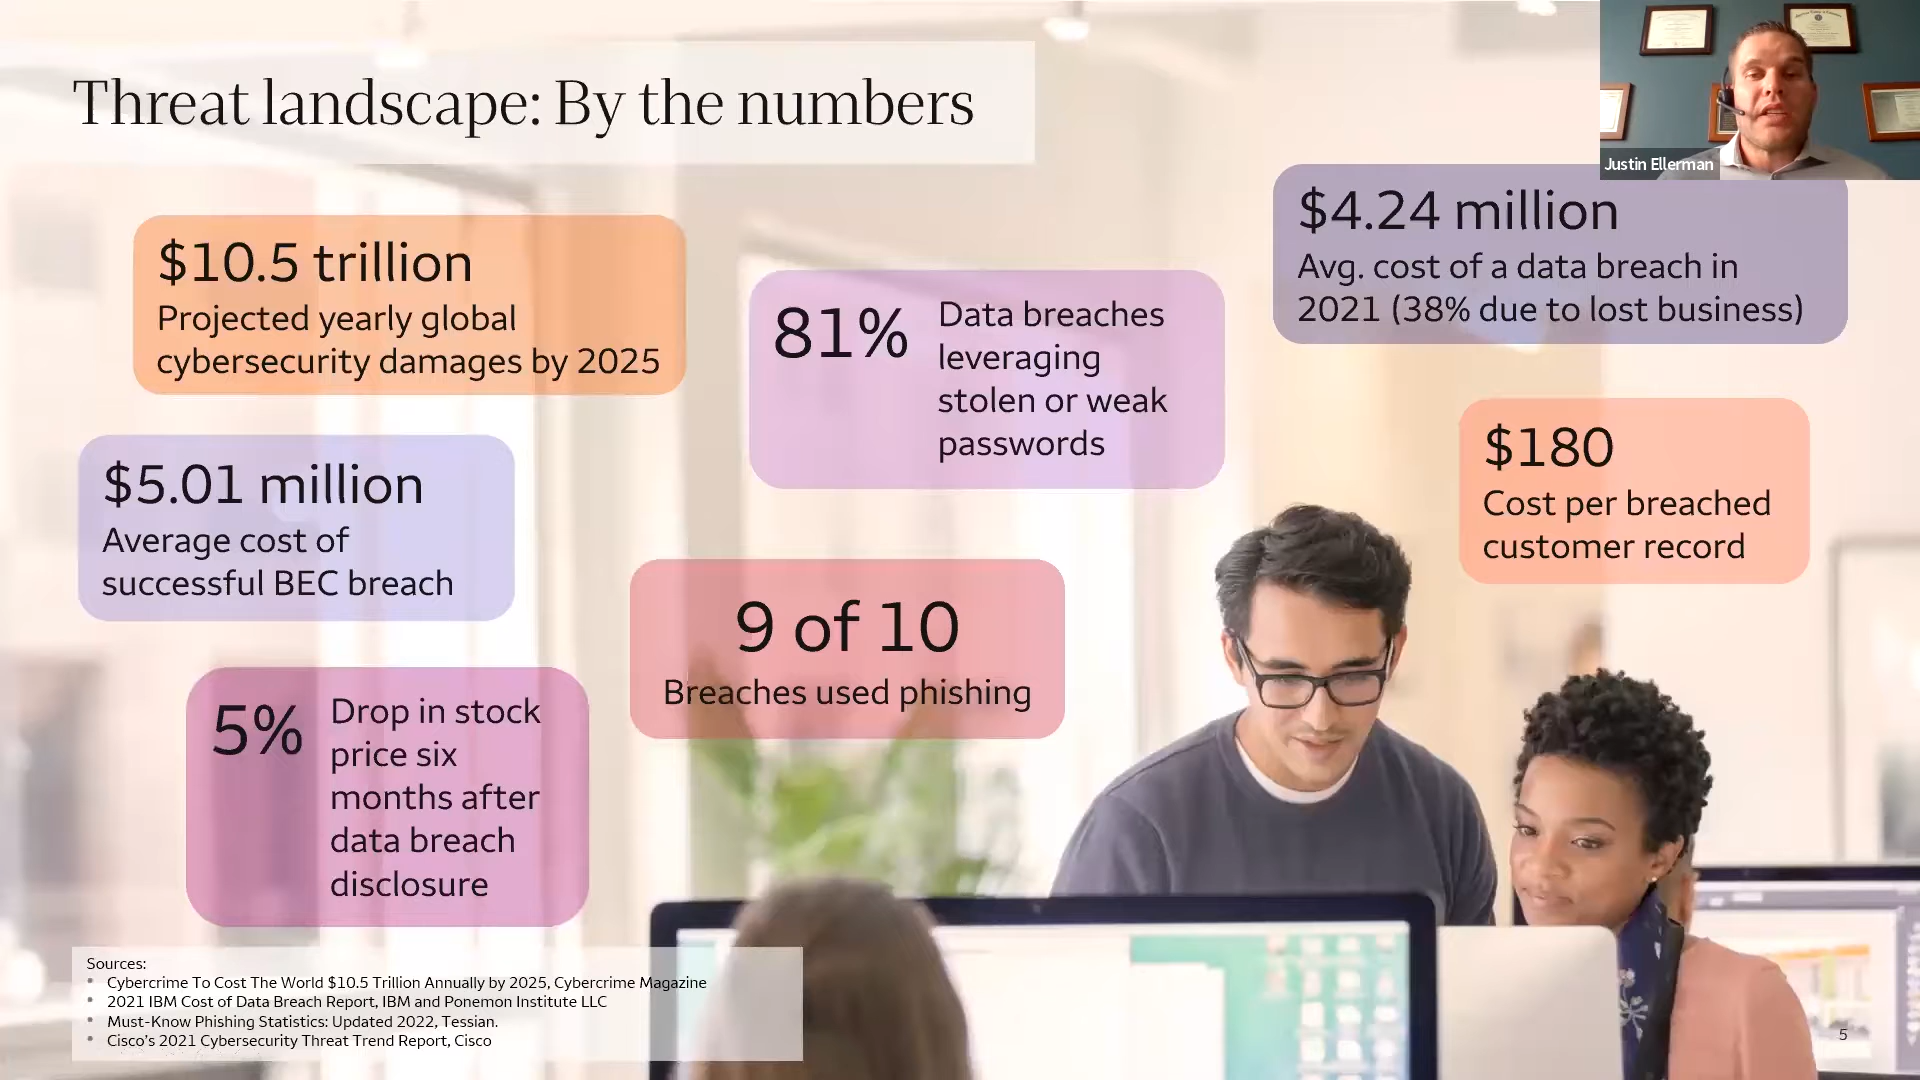 Threat landscape: By the numbers
Justin Ellerman
$10.5 trillion
Projected yearly global
cybersecurity damages by 2025
81%
Data breaches
leveraging
stolen or weak
passwords
$4.24 million
Avg. cost of a data breach in
2021 (38% due to lost business)
$5.01 million
Average cost of
successful BEC breach
$180
Cost per breached
customer record
9 of 10
Breaches used phishing
5%
Drop in stock
price six
months after
data breach
disclosure
Sources:
• Cybercrime To Cost The World $10.5 Trillion Annually by 2025, Cybercrime Magazine
• 2021 IBM Cost of Data Breach Report, IBM and Ponemon Institute LLC
• Must-Know Phishing Statistics: Updated 2022, Tessian.
• Cisco's 2021 Cybersecurity Threat Trend Report, Cisco
5